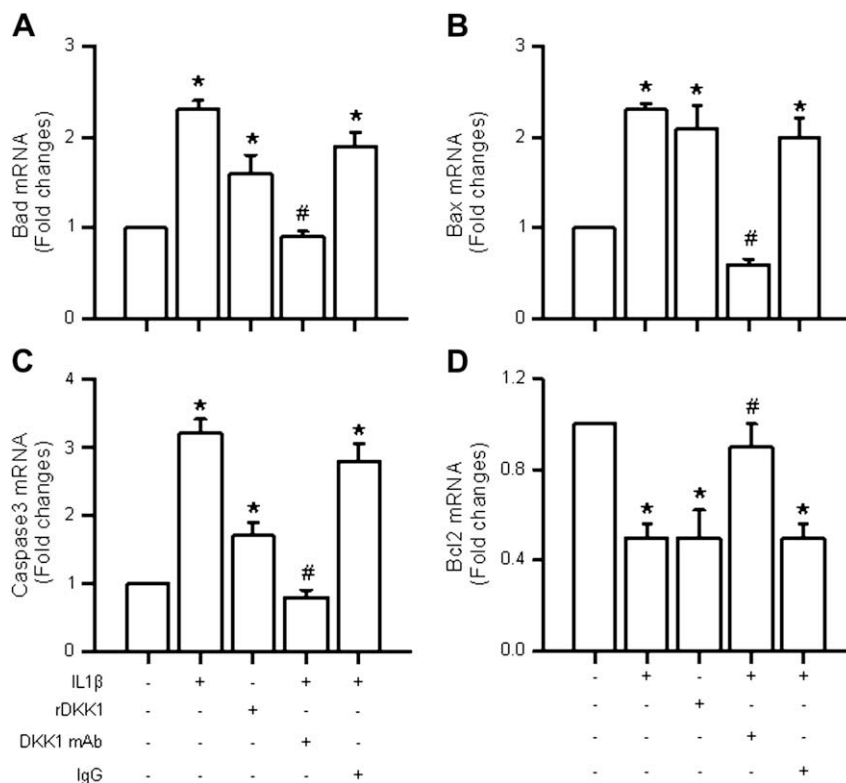 A
Bad mRNA
(Fold changes)
3
2
1
0
*
*
#
*
B
Bax mRNA
(Fold changes)
3
2
1
0
*
*
#
*
C
Caspase3 mRNA
(Fold changes)
4
3
2
1
0
*
*
#
*
D
Bcl2 mRNA
(Fold changes)
1.2
0.8
0.4
0.0
*
*
#
*
IL1β - + - + + - + - + +
rDKK1 - - + - - - - + - -
DKK1 mAb - - - + - - - - + -
IgG - - - - + - - - - +